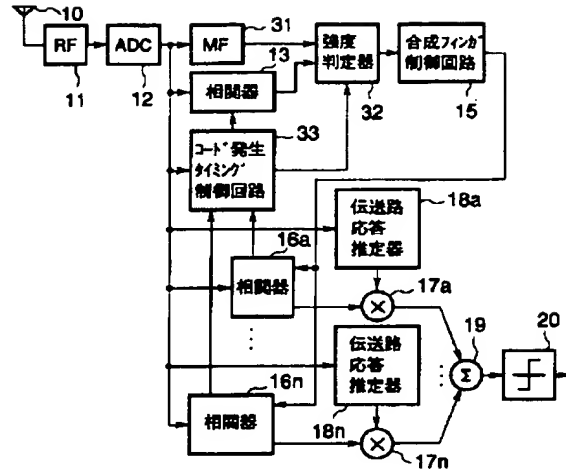 10
RF
11
ADC
12
MF
31
相関器
13
強度
判定器
32
合成フィンガ
制御回路
15
コード発生
タイミング
制御回路
33
伝送路
応答
推定器
18a
相関器
16a
×
17a
伝送路
応答
推定器
18n
相関器
16n
×
17n
Σ
19
20